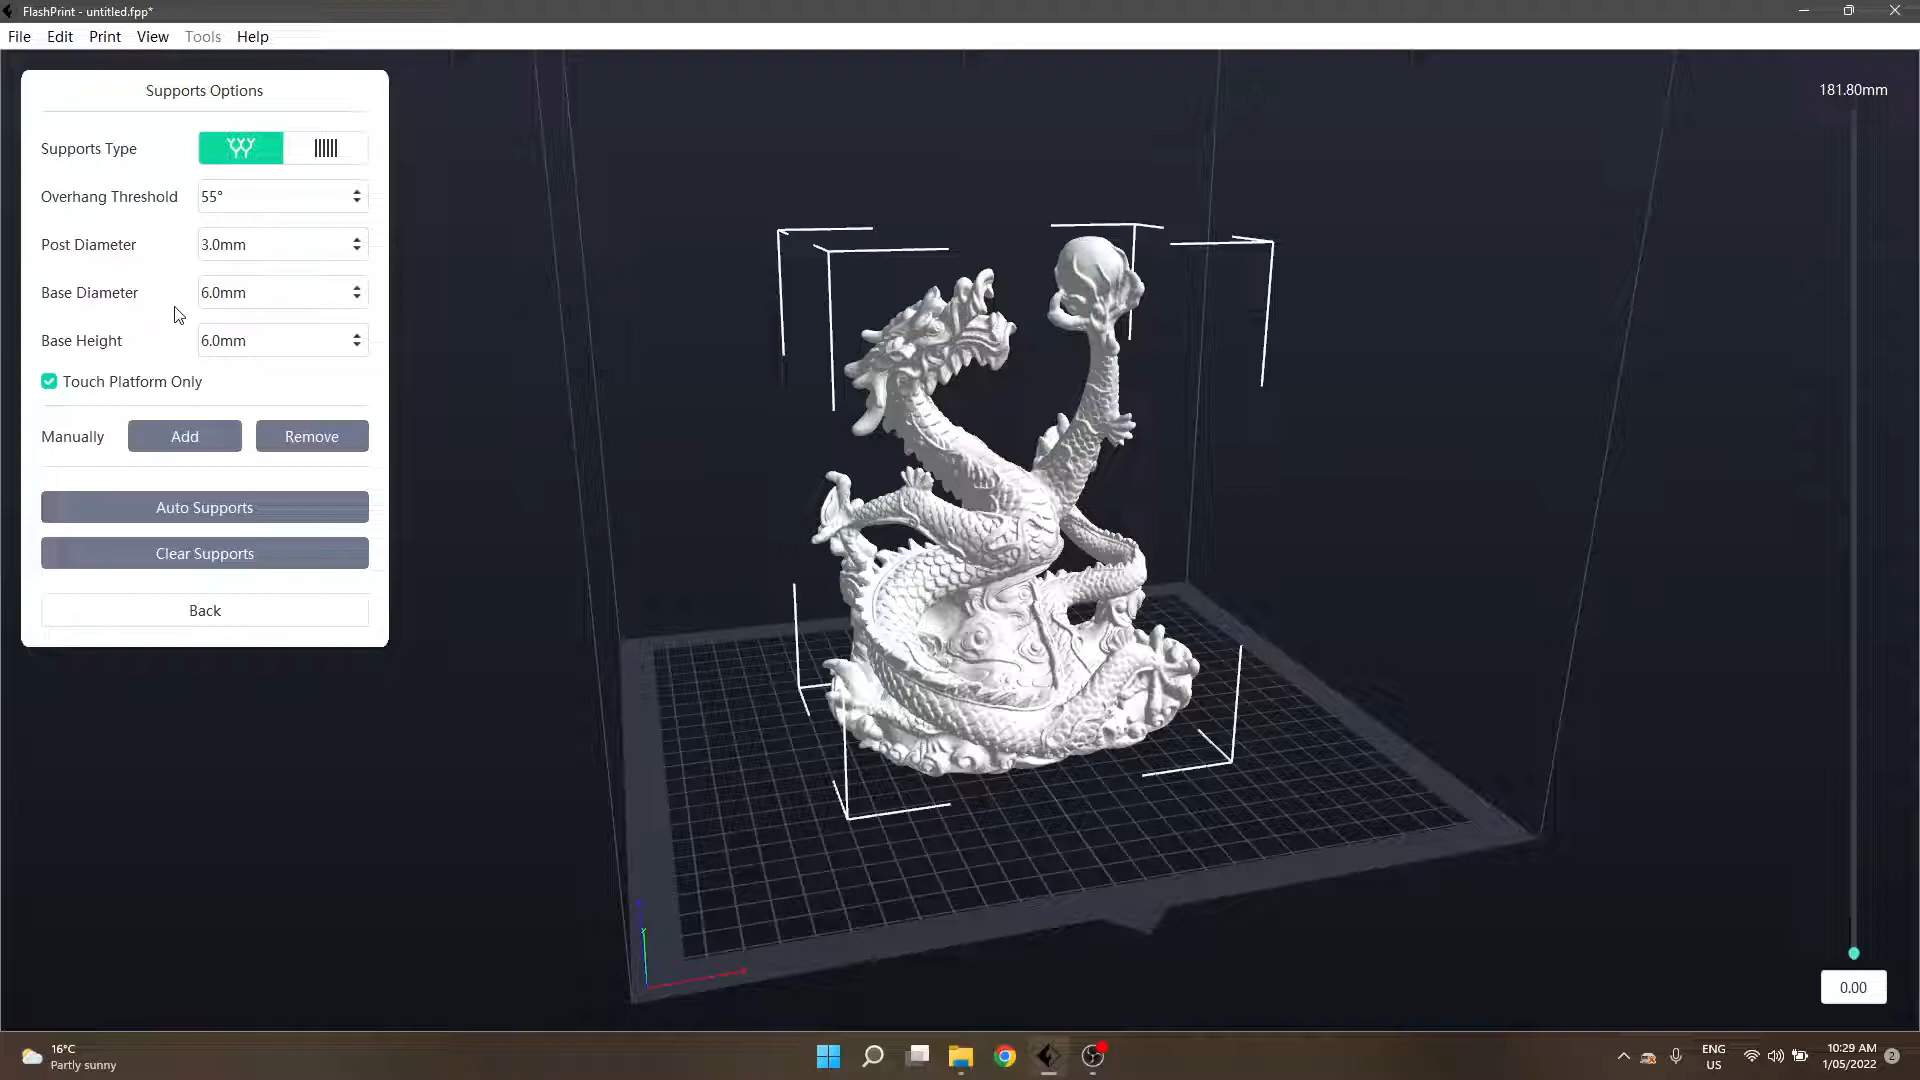 FlashPrint - untitled.fpp*
File Edit Print View Tools Help
Supports Options
181.80mm
Supports Type
Overhang Threshold 55°
Post Diameter 3.0mm
Base Diameter 6.0mm
Base Height 6.0mm
Touch Platform Only
Manually Add Remove
Auto Supports
Clear Supports
Back
0.00
16°C
Partly sunny
ENG
US
10:29 AM
1/05/2022
2